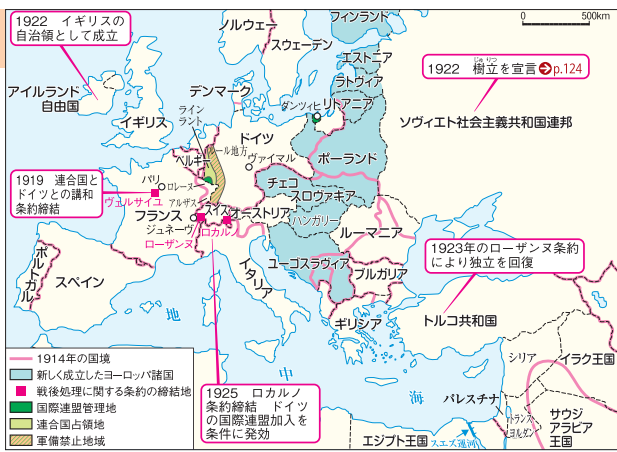 1922 イギリスの
自治領として成立
ノルウェー
フィンランド
0 500km
スウェーデン
エストニア
ラトヴィア
1922 樹立を宣言 p.124
じゅりつ
アイルランド
自由国
デンマーク
ライン
ラント
ダンツィヒ
リトアニア
イギリス
ソヴィエト社会主義共和国連邦
ドイツ
ベルギー
ルール地方
ヴァイマル
ポーランド
1919 連合国と
ドイツとの講和
条約締結
パリ
ロレーヌ
ヴェルサイユ
アルザス
チェコ
スロヴァキア
フランス
スイス
オーストリア
ハンガリー
ジュネーヴ
ロカルノ
ローザンヌ
ルーマニア
1923年のローザンヌ条約
により独立を回復
ポルトガル
スペイン
イタリア
ユーゴスラヴィア
ブルガリア
ギリシア
トルコ共和国
地
中
海
シリア
イラク王国
パレスチナ
トランス
ヨルダン
サウジ
アラビア
王国
エジプト王国
スエズ運河
1914年の国境
新しく成立したヨーロッパ諸国
戦後処理に関する条約の締結地
国際連盟管理地
連合国占領地
軍備禁止地域
1925 ロカルノ
条約締結 ドイツ
の国際連盟加入を
条件に発効